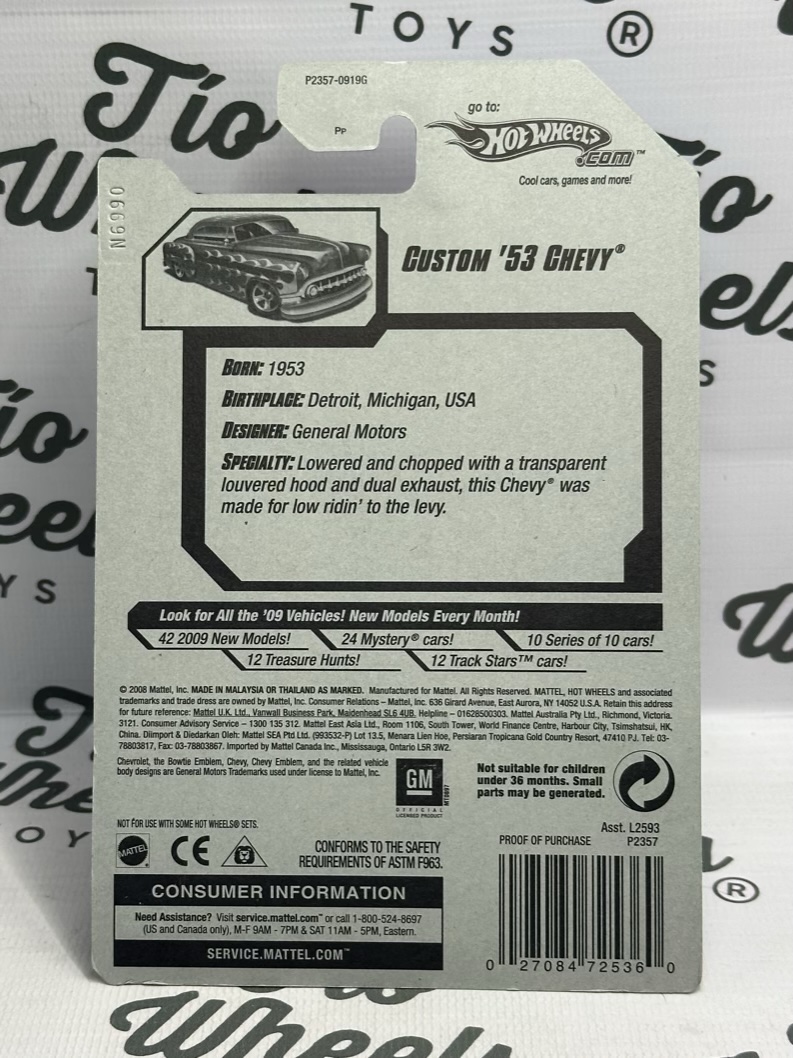 TOYS ®
Tío
Wheels
P2357-0919G
PP
go to:
HOT WHEELS
.COM™
Cool cars, games and more!
N6990
CUSTOM '53 CHEVY®
BORN: 1953
BIRTHPLACE: Detroit, Michigan, USA
DESIGNER: General Motors
SPECIALTY: Lowered and chopped with a transparent
louvered hood and dual exhaust, this Chevy® was
made for low ridin' to the levy.
Look for All the '09 Vehicles! New Models Every Month!
42 2009 New Models! 24 Mystery® cars! 10 Series of 10 cars!
12 Treasure Hunts! 12 Track Stars™ cars!
© 2008 Mattel, Inc. MADE IN MALAYSIA OR THAILAND AS MARKED. Manufactured for Mattel. All Rights Reserved. MATTEL, HOT WHEELS and associated
trademarks and trade dress are owned by Mattel, Inc. Consumer Relations – Mattel, Inc. 636 Girard Avenue, East Aurora, NY 14052 U.S.A. Retain this address
for future reference: Mattel U.K. Ltd., Vanwall Business Park, Maidenhead SL6 4UB. Helpline – 01628500303. Mattel Australia Pty Ltd., Richmond, Victoria.
3121. Consumer Advisory Service – 1300 135 312. Mattel East Asia Ltd., Room 1106, South Tower, World Finance Centre, Harbour City, Tsimshatsui, HK,
China. Diimport & Diedarkan Oleh: Mattel SEA Ptd Ltd. (993532-P) Lot 13.5, Menara Lien Hoe, Persiaran Tropicana Gold Country Resort, 47410 PJ. Tel: 03-
78803817, Fax: 03-78803867. Imported by Mattel Canada Inc., Mississauga, Ontario L5R 3W2.
Chevrolet, the Bowtie Emblem, Chevy, Chevy Emblem, and the related vehicle
body designs are General Motors Trademarks used under license to Mattel, Inc.
GM
OFFICIAL
LICENSED PRODUCT
Not suitable for children
under 36 months. Small
parts may be generated.
NOT FOR USE WITH SOME HOT WHEELS® SETS.
MATTEL
CE
CONFORMS TO THE SAFETY
REQUIREMENTS OF ASTM F963.
Asst. L2593
PROOF OF PURCHASE P2357
CONSUMER INFORMATION
Need Assistance? Visit service.mattel.com™ or call 1-800-524-8697
(US and Canada only), M-F 9AM - 7PM & SAT 11AM - 5PM, Eastern.
SERVICE.MATTEL.COM™
0 27084 72536 0
®
Tío
Wheels